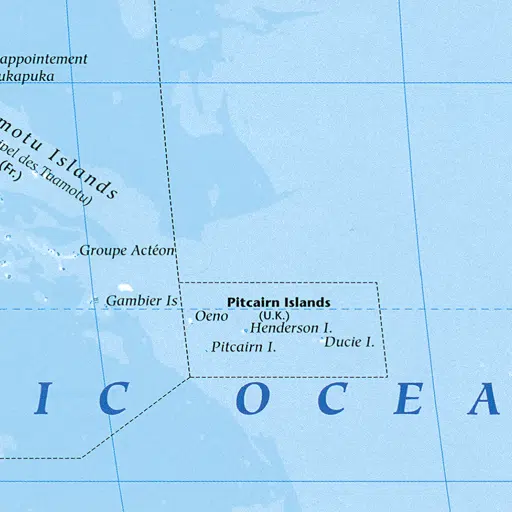 appointement
ukapuka
motu Islands
ipel des Tuamotu)
(Fr.)
Groupe Actéon
Gambier Is
Pitcairn Islands
(U.K.)
Oeno
Henderson I.
Ducie I.
Pitcairn I.
I C O C E A